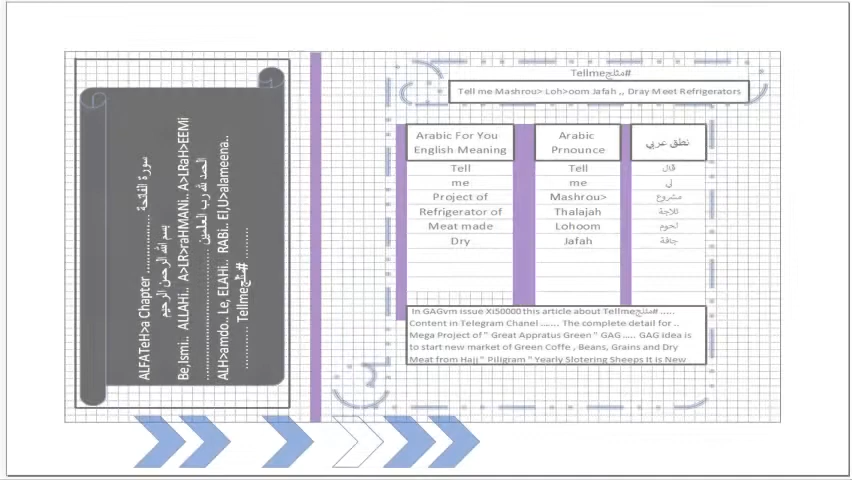 ALFATeH>a Chapter ............... سورة الفاتحة
بسم الله الرحمن الرحيم
Be,Ismi.. ALLAHi.. A>LR>raHMANi.. A>LRaH>EEMi
الحمد لله رب العلمين
ALH>amdo.. Le, ELAHi.. RABi.. El,U>alameena..
Tellmeمثلج#
Tellmeمثلج#
Tell me Mashrou> Loh>oom Jafah ,, Dray Meet Refrigerators
Arabic For You English Meaning | Arabic Prnounce | نطق عربي
Tell | Tell | قال
me | me | لي
Project of | Mashrou> | مشروع
Refrigerator of | Thalajah | ثلاجة
Meat made | Lohoom | لحوم
Dry | Jafah | جافة
In GAGvm issue Xi50000 this article about Tellmeمثلج# .....
Content in Telegram Chanel ...... The complete detail for ..
Mega Project of " Great Appratus Green " GAG ..... GAG idea is
to start new market of Green Coffe , Beans, Grains and Dry
Meat from Hajj " Piligram " Yearly Slotering Sheeps It is New